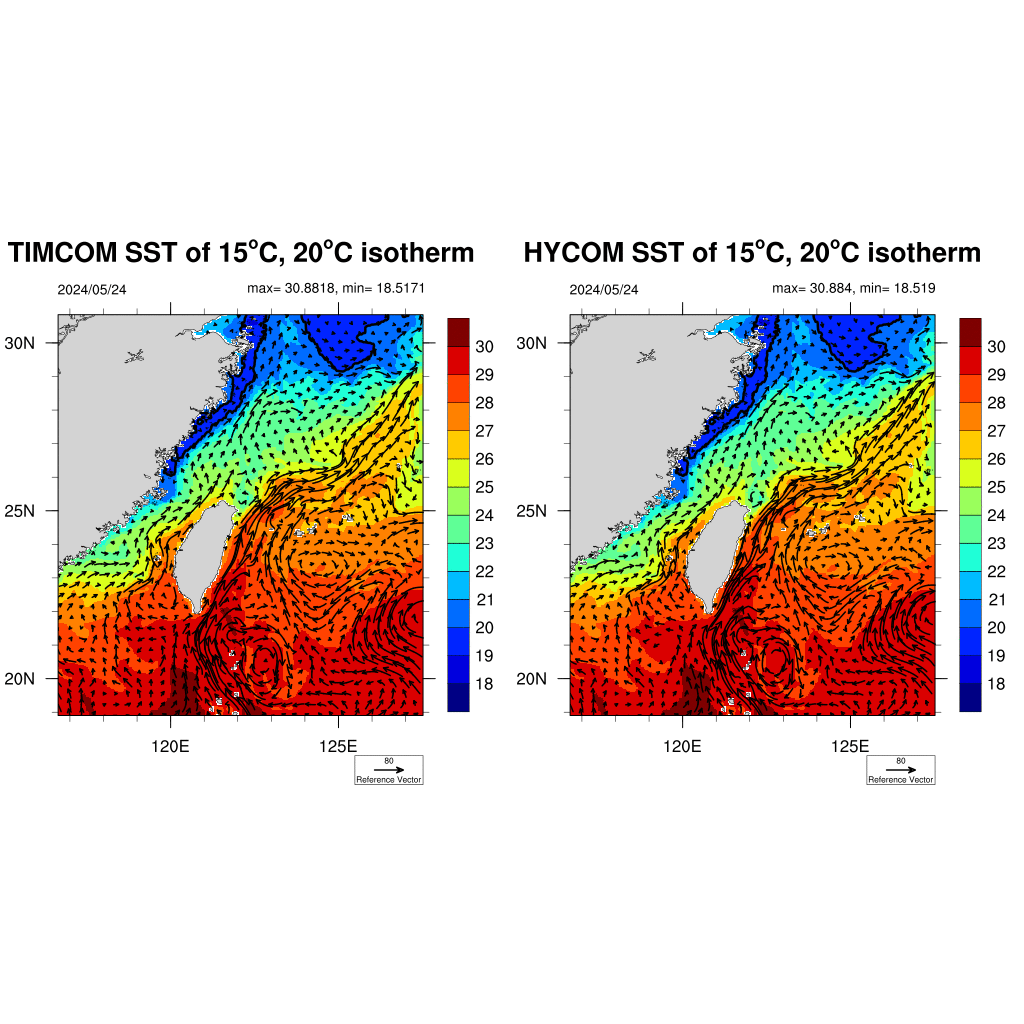 TIMCOM SST of 15°C, 20°C isotherm
2024/05/24
max= 30.8818, min= 18.5171
30N
25N
20N
120E
125E
30
29
28
27
26
25
24
23
22
21
20
19
18
80
Reference Vector
HYCOM SST of 15°C, 20°C isotherm
2024/05/24
max= 30.884, min= 18.519
30N
25N
20N
120E
125E
30
29
28
27
26
25
24
23
22
21
20
19
18
80
Reference Vector